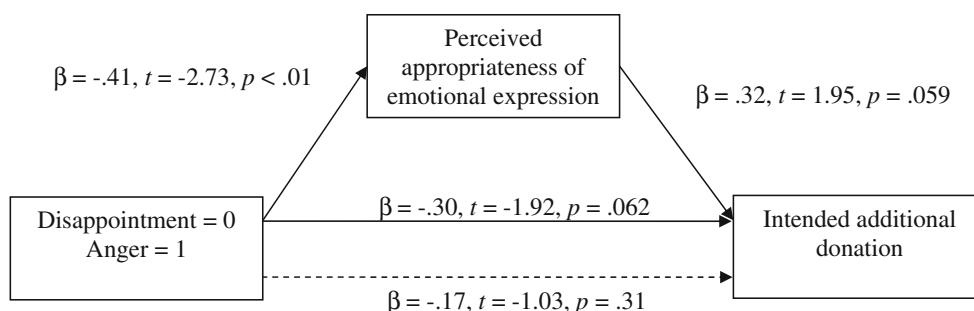 Perceived
appropriateness of
emotional expression
β = -.41, t = -2.73, p < .01
β = .32, t = 1.95, p = .059
Disappointment = 0
Anger = 1
β = -.30, t = -1.92, p = .062
Intended additional
donation
β = -.17, t = -1.03, p = .31